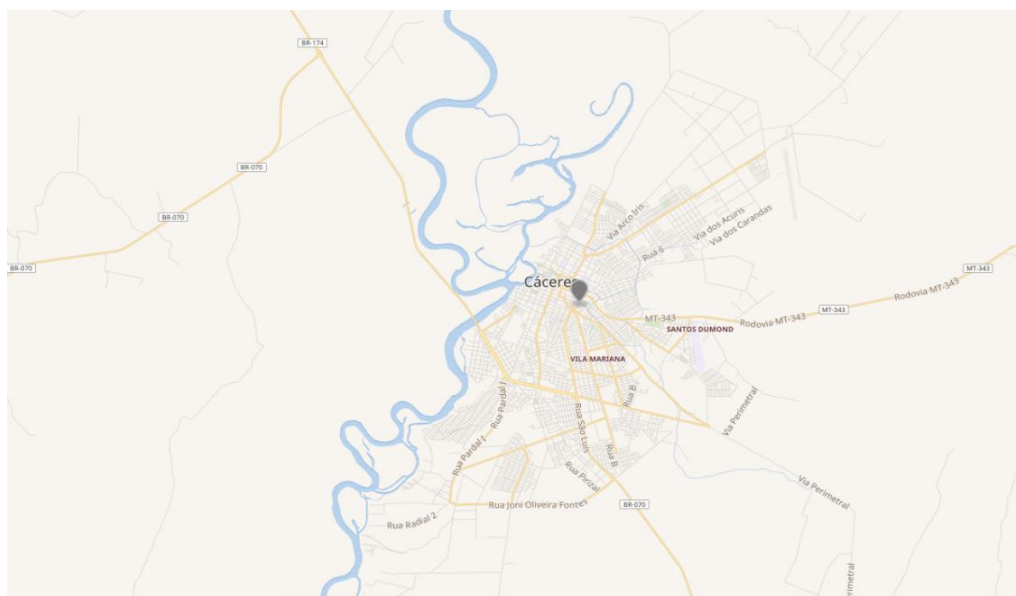 BR-174
BR-070
BR-070
BR-070
Via Arco Iris
Via dos Acuris
Via dos Carandas
Rua 6
MT-343
Rodovia MT-343
Cáceres
MT-343
Rodovia MT-343
MT-343
SANTOS DUMOND
VILA MARIANA
Rua Pardal I
Rua B
Via Perimetral
Rua São Luis
Rua Pardal I
Rua B
Rua Pirizal
Via Perimetral
Rua Joni Oliveira Fontes
BR-070
Rua Radial 2
Via Perimetral